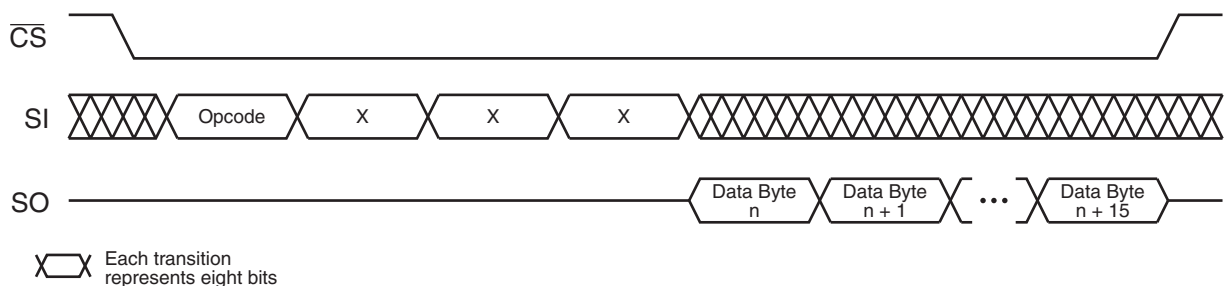 CS
SI
Opcode
X
X
X
SO
Data Byte
n
Data Byte
n + 1
•••
Data Byte
n + 15
Each transition
represents eight bits